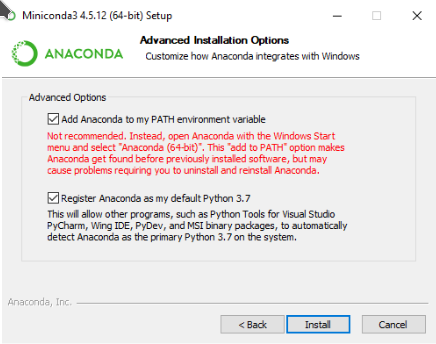 Miniconda3 4.5.12 (64-bit) Setup
ANACONDA
Advanced Installation Options
Customize how Anaconda integrates with Windows
Advanced Options
Add Anaconda to my PATH environment variable
Not recommended. Instead, open Anaconda with the Windows Start
menu and select "Anaconda (64-bit)". This "add to PATH" option makes
Anaconda get found before previously installed software, but may
cause problems requiring you to uninstall and reinstall Anaconda.
Register Anaconda as my default Python 3.7
This will allow other programs, such as Python Tools for Visual Studio
PyCharm, Wing IDE, PyDev, and MSI binary packages, to automatically
detect Anaconda as the primary Python 3.7 on the system.
Anaconda, Inc.
< Back
Install
Cancel